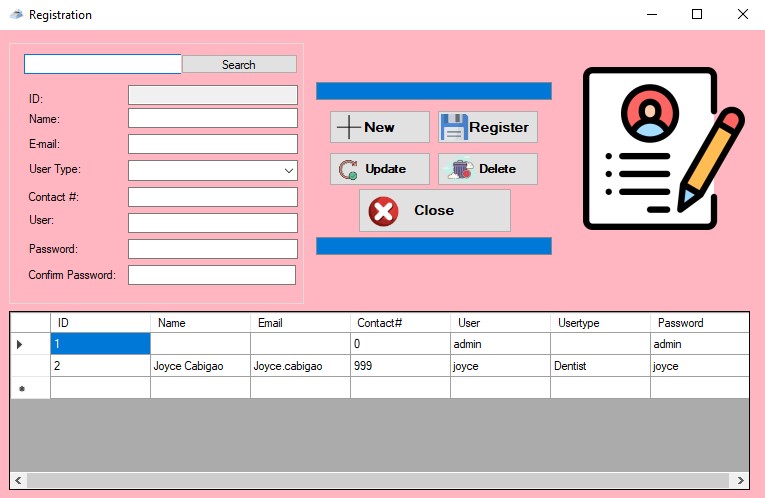 Registration
Search
ID:
Name:
E-mail:
User Type:
Contact #:
User:
Password:
Confirm Password:
New
Register
Update
Delete
Close
ID Name Email Contact# User Usertype Password
1 0 admin admin
2 Joyce Cabigao Joyce.cabigao 999 joyce Dentist joyce